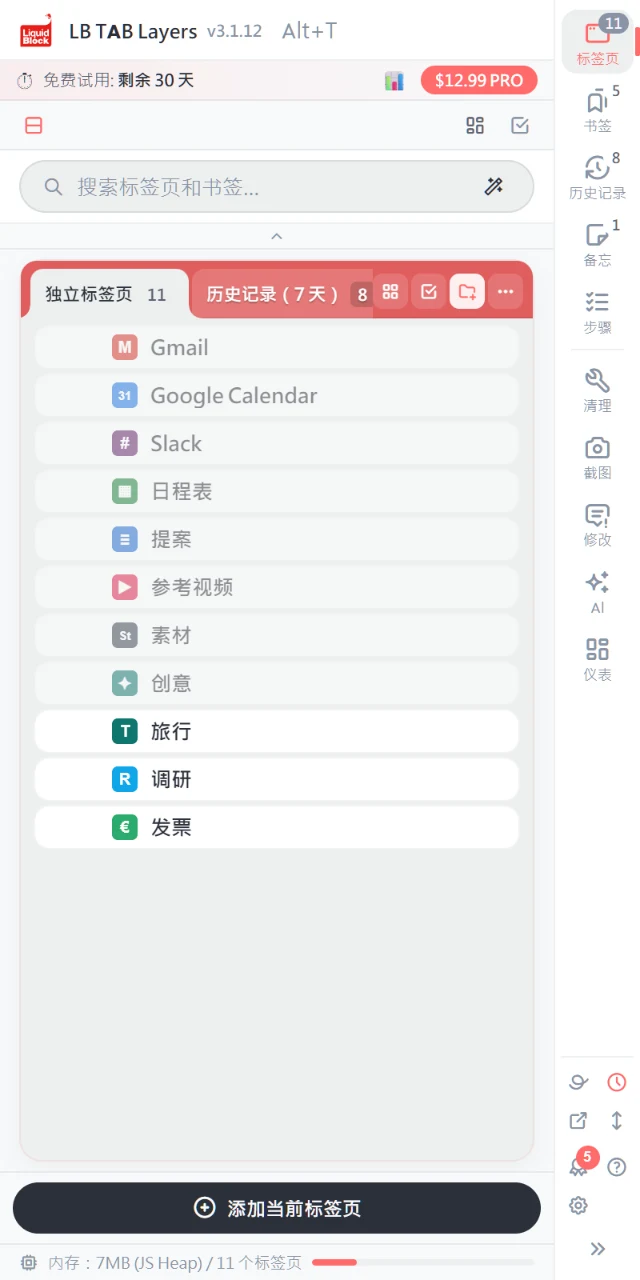 Liquid Block
LB TAB Layers v3.1.12 Alt+T
免费试用: 剩余 30 天
$12.99 PRO
搜索标签页和书签...
独立标签页 11
历史记录 ( 7 天 ) 8
M Gmail
31 Google Calendar
# Slack
日程表
提案
参考视频
St 素材
创意
T 旅行
R 调研
€ 发票
添加当前标签页
内存：7MB (JS Heap) / 11 个标签页
11
标签页
5
书签
8
历史记录
1
备忘
步骤
清理
截图
修改
AI
仪表
5